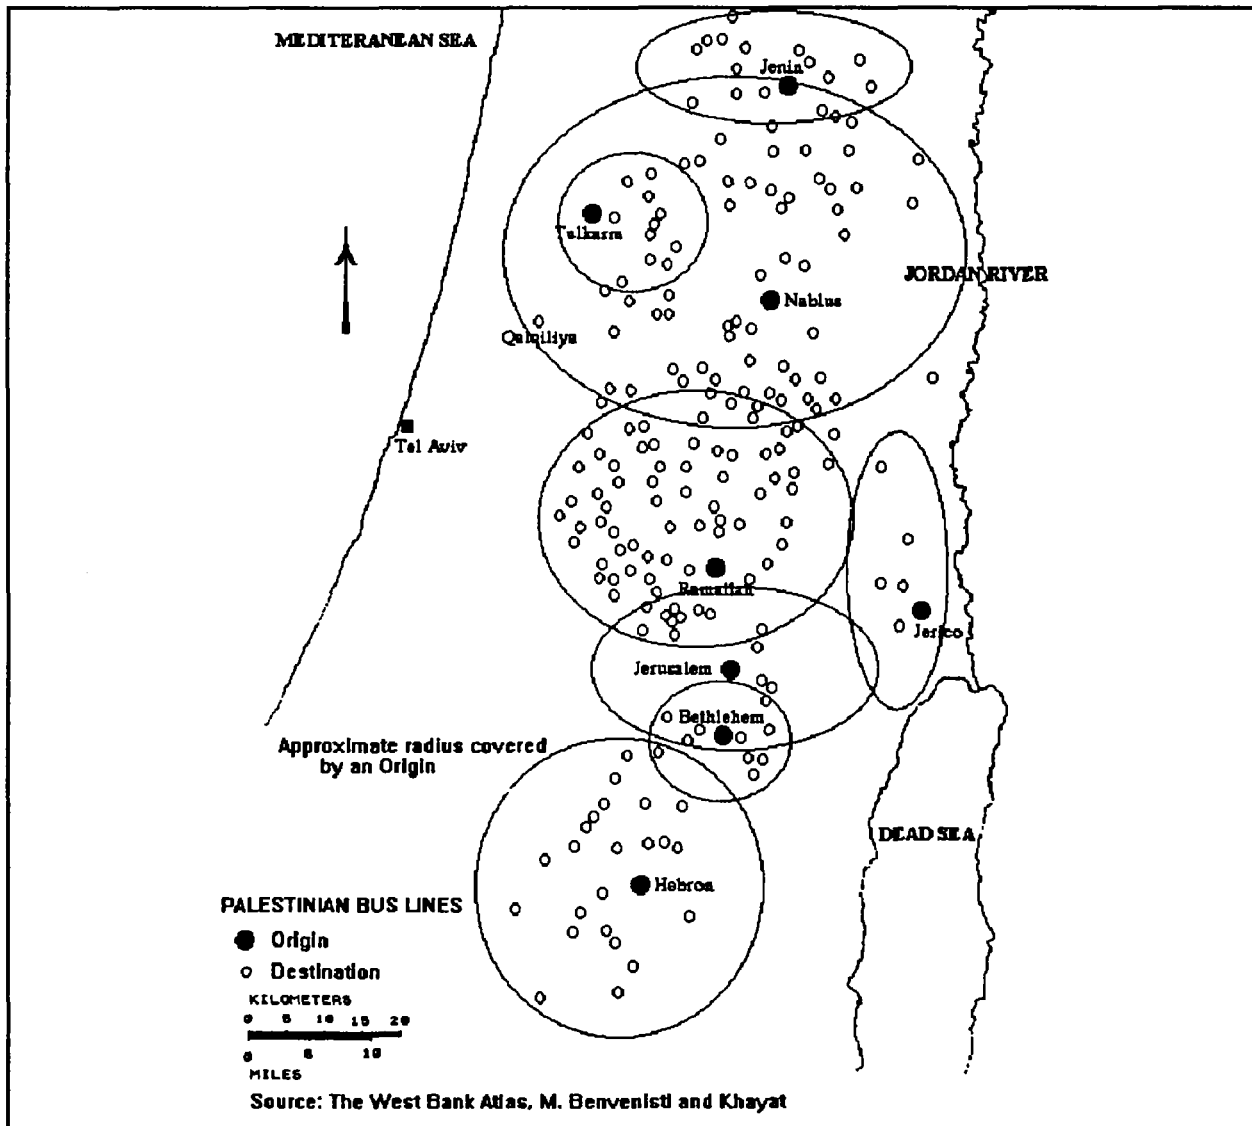 MEDITERANEAN SEA
Jenin
Tulkarm
JORDAN RIVER
Nablus
Qalqiliya
Tel Aviv
Ramallah
Jerico
Jerusalem
Bethlehem
Approximate radius covered
by an Origin
DEAD SEA
Hebron
PALESTINIAN BUS LINES
Origin
Destination
KILOMETERS
0 5 10 15 20
0 5 10
MILES
Source: The West Bank Atlas, M. Benvenisti and Khayat